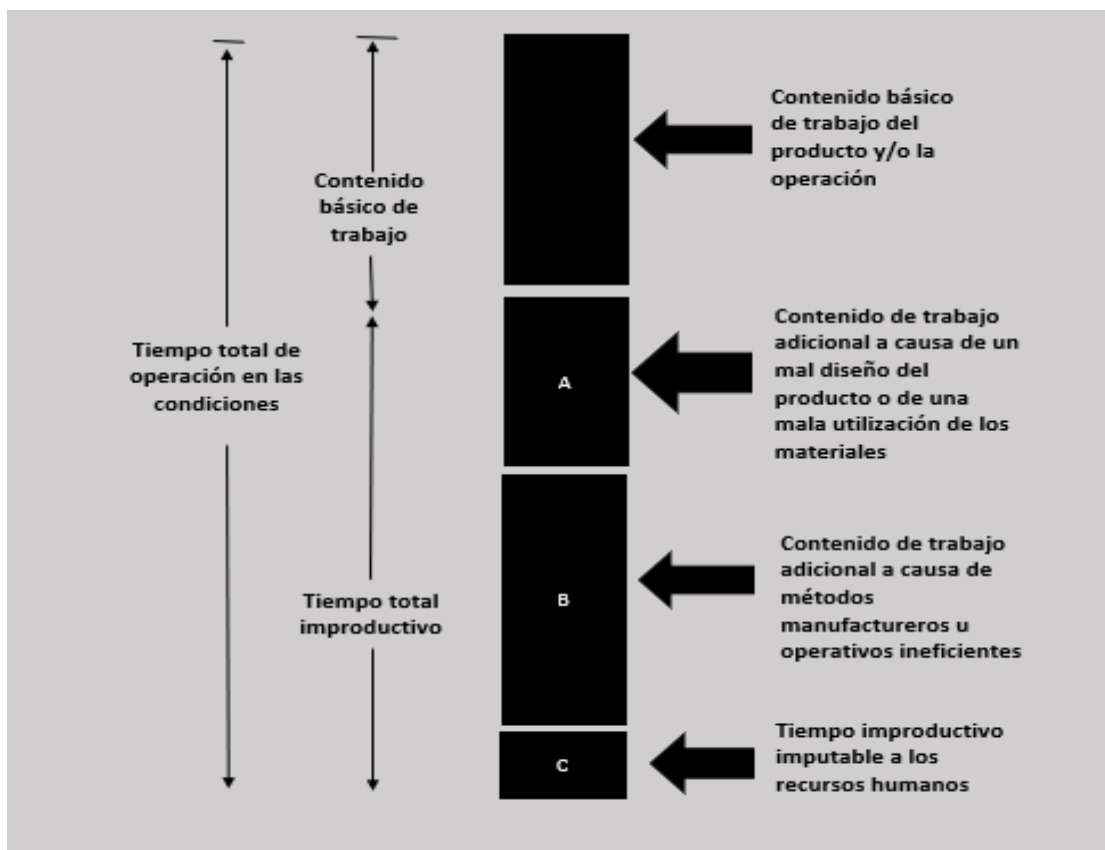 Contenido básico
de trabajo del
producto y/o la
operación
Contenido
básico de
trabajo
Tiempo total de
operación en las
condiciones
A
Contenido de trabajo
adicional a causa de un
mal diseño del
producto o de una
mala utilización de los
materiales
B
Contenido de trabajo
adicional a causa de
métodos
manufactureros u
operativos ineficientes
Tiempo total
improductivo
C
Tiempo improductivo
imputable a los
recursos humanos